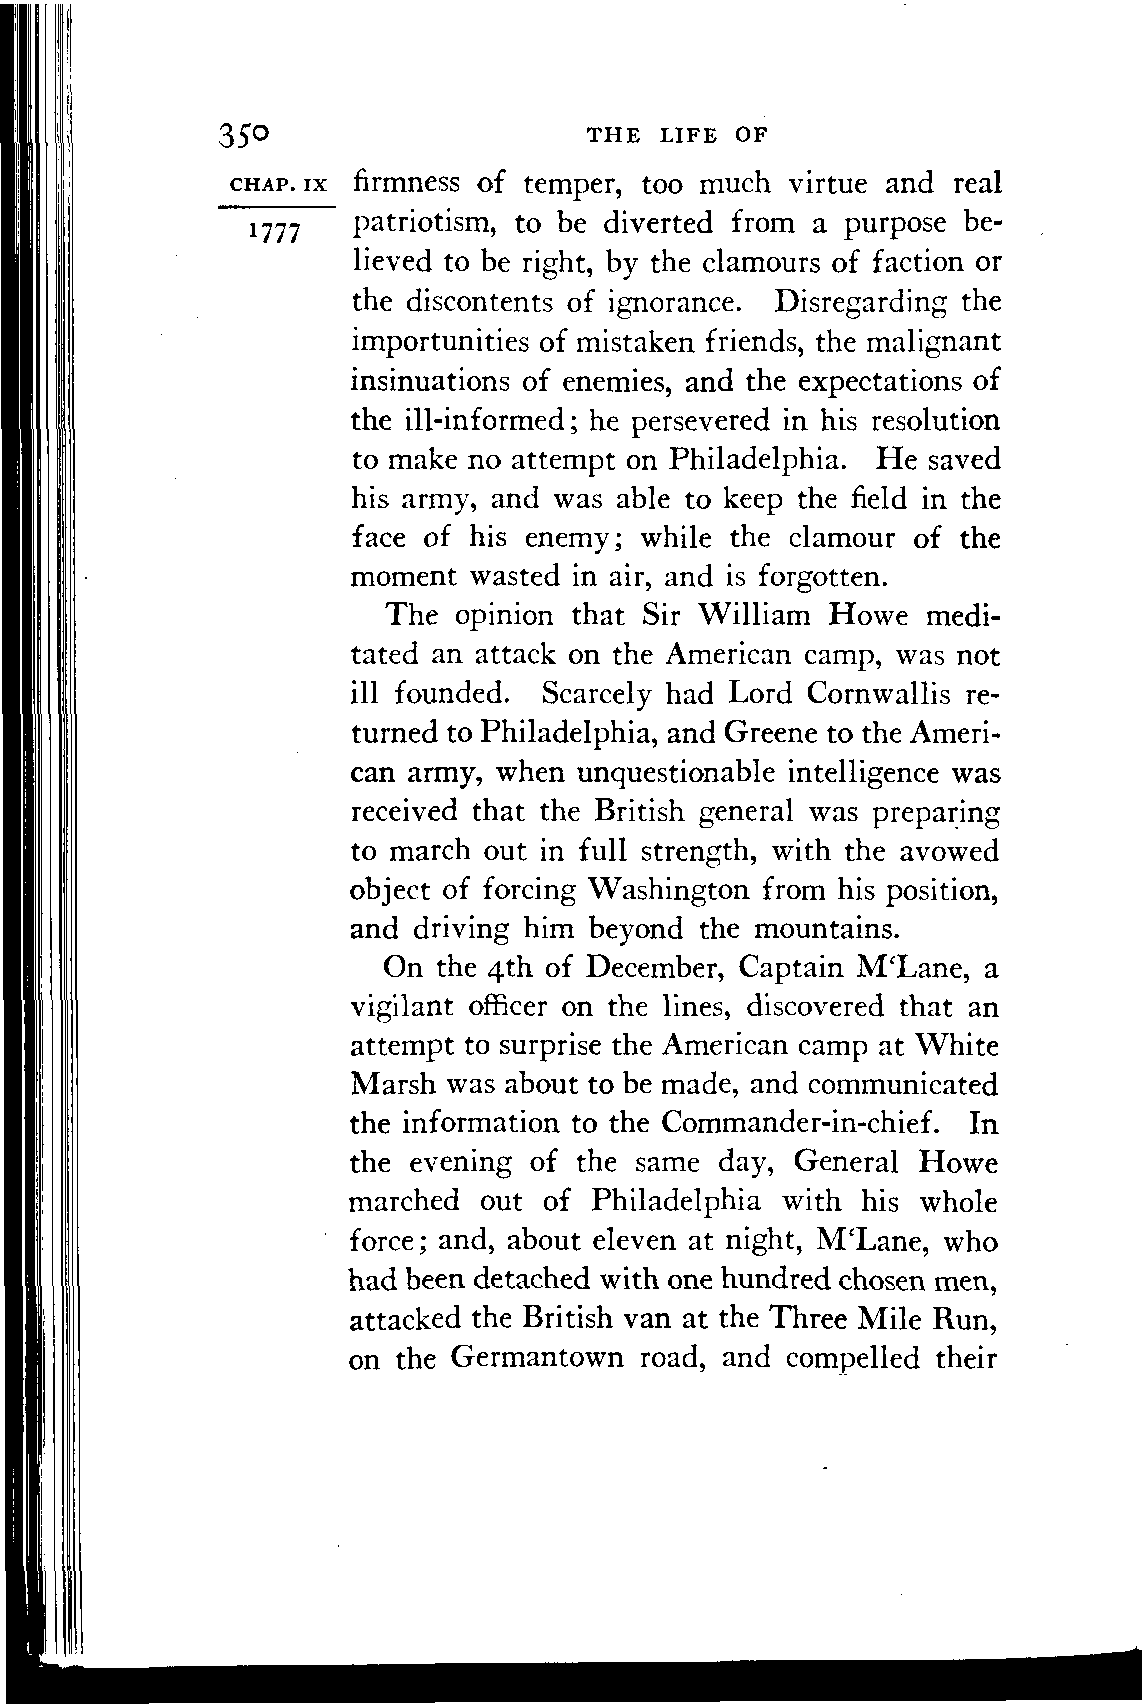 350 THE LIFE OF
CHAP. IX firmness of temper, too much virtue and real
1777 patriotism, to be diverted from a purpose be-
lieved to be right, by the clamours of faction or
the discontents of ignorance. Disregarding the
importunities of mistaken friends, the malignant
insinuations of enemies, and the expectations of
the ill-informed; he persevered in his resolution
to make no attempt on Philadelphia. He saved
his army, and was able to keep the field in the
face of his enemy; while the clamour of the
moment wasted in air, and is forgotten.
The opinion that Sir William Howe medi-
tated an attack on the American camp, was not
ill founded. Scarcely had Lord Cornwallis re-
turned to Philadelphia, and Greene to the Ameri-
can army, when unquestionable intelligence was
received that the British general was preparing
to march out in full strength, with the avowed
object of forcing Washington from his position,
and driving him beyond the mountains.
On the 4th of December, Captain M‘Lane, a
vigilant officer on the lines, discovered that an
attempt to surprise the American camp at White
Marsh was about to be made, and communicated
the information to the Commander-in-chief. In
the evening of the same day, General Howe
marched out of Philadelphia with his whole
force; and, about eleven at night, M‘Lane, who
had been detached with one hundred chosen men,
attacked the British van at the Three Mile Run,
on the Germantown road, and compelled their